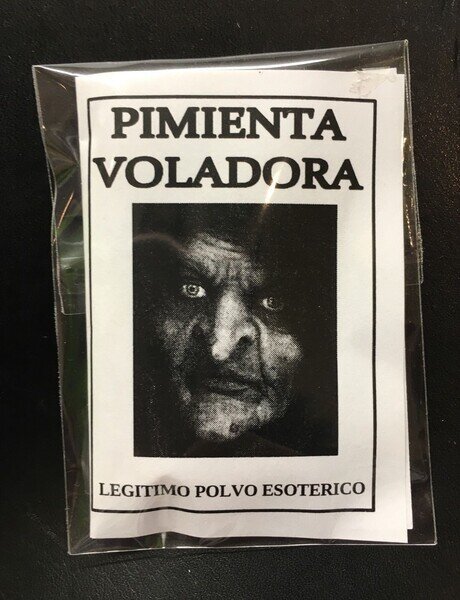 PIMIENTA
VOLADORA
LEGITIMO POLVO ESOTERICO